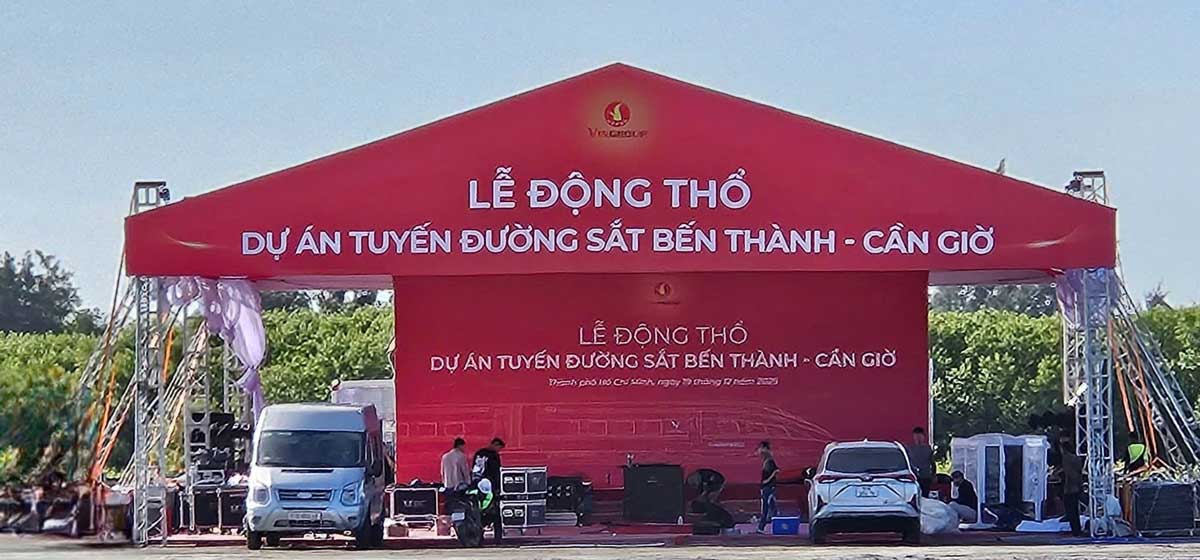 VINGROUP
LỄ ĐỘNG THỔ
DỰ ÁN TUYẾN ĐƯỜNG SẮT BẾN THÀNH - CẦN GIỜ
LỄ ĐỘNG THỔ
DỰ ÁN TUYẾN ĐƯỜNG SẮT BẾN THÀNH - CẦN GIỜ
Thành phố Hồ Chí Minh, ngày 19 tháng 12 năm 2025